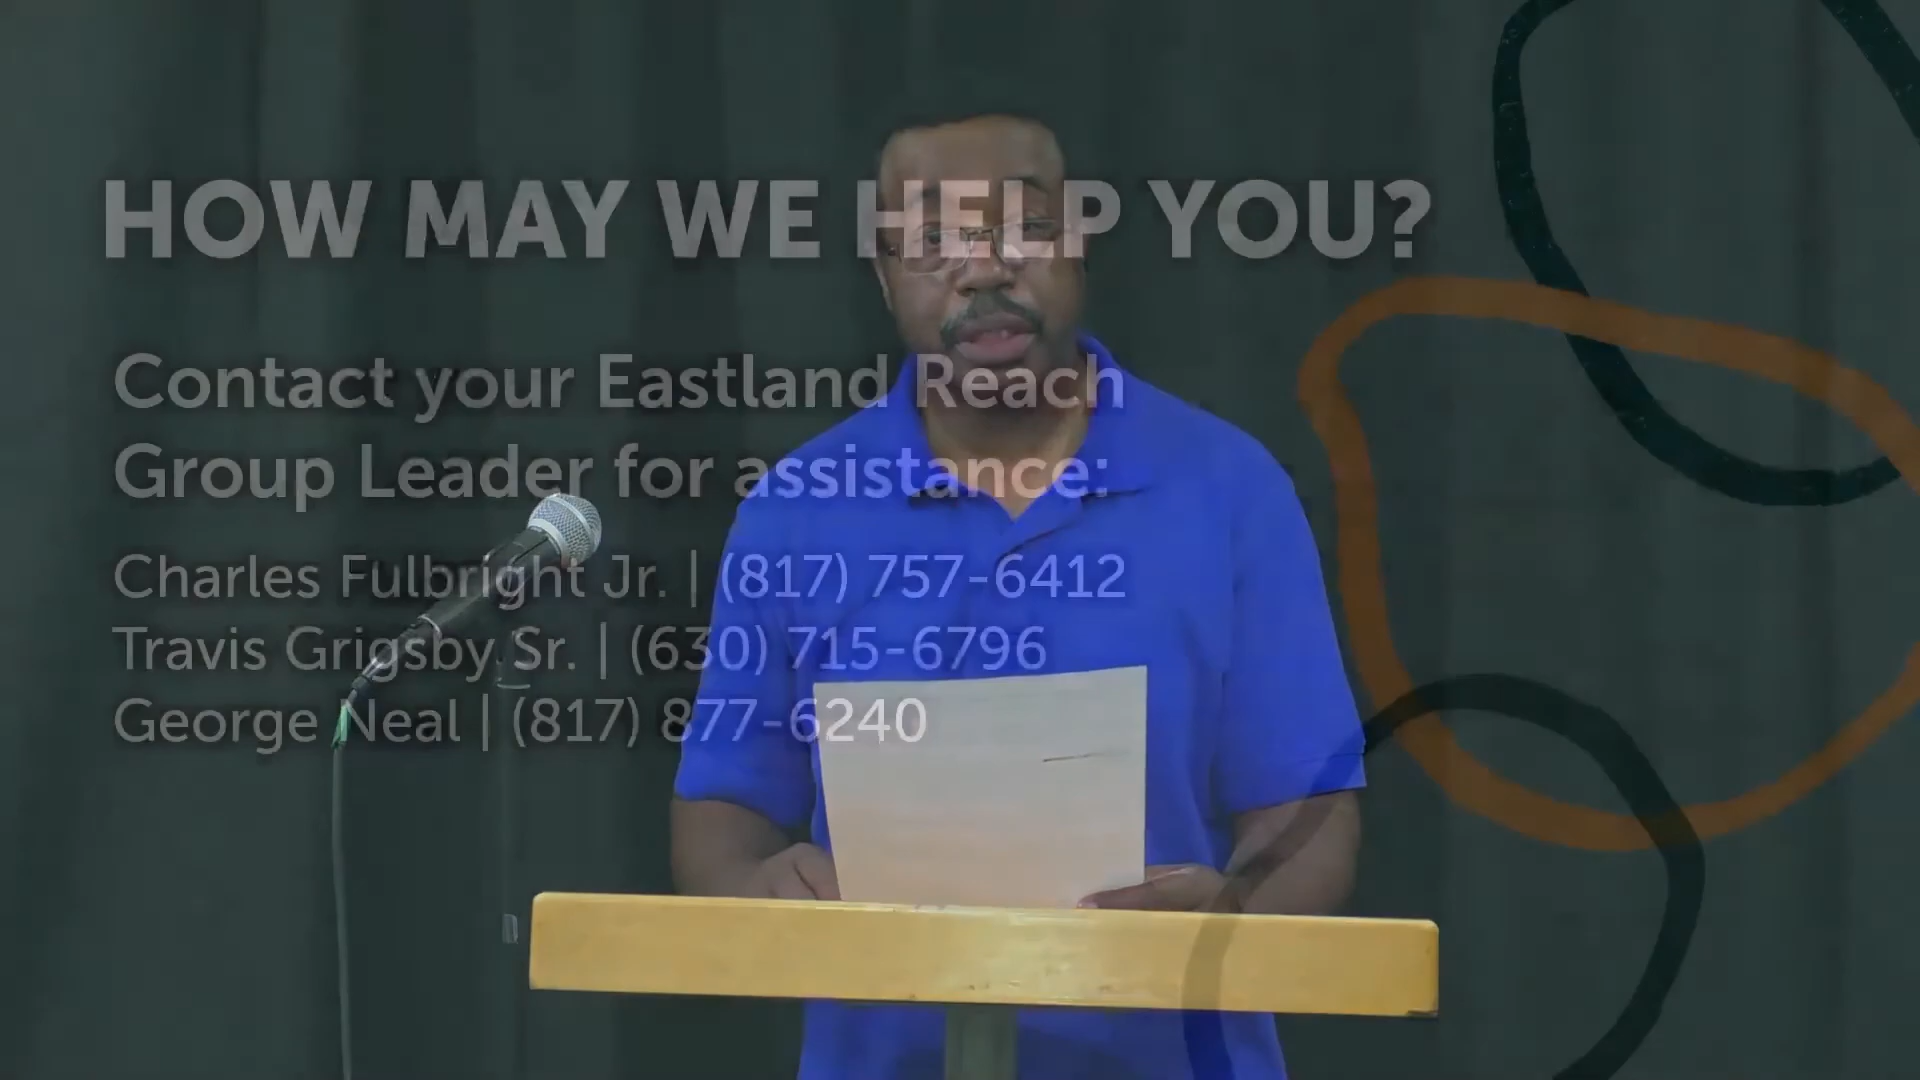 HOW MAY WE HELP YOU?
Contact your Eastland Reach
Group Leader for assistance:
Charles Fulbright Jr. | (817) 757-6412
Travis Grigsby Sr. | (630) 715-6796
George Neal | (817) 877-6240